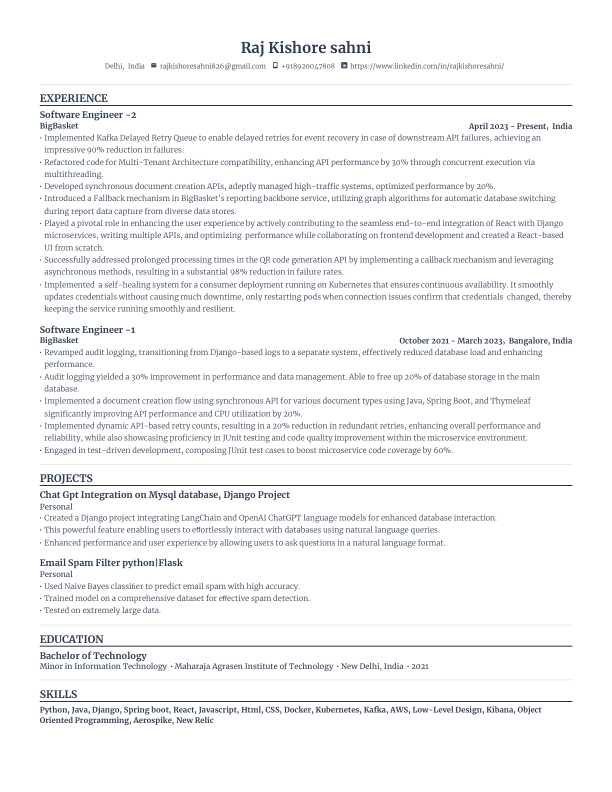 Raj Kishore sahni
Delhi, India rajkishoresahni826@gmail.com +918920047808 https://www.linkedin.com/in/rajkishoresahni/
EXPERIENCE
Software Engineer -2
BigBasket April 2023 - Present, India
· Implemented Kafka Delayed Retry Queue to enable delayed retries for event recovery in case of downstream API failures, achieving an
impressive 90% reduction in failures.
· Refactored code for Multi-Tenant Architecture compatibility, enhancing API performance by 30% through concurrent execution via
multithreading.
· Developed synchronous document creation APIs, adeptly managed high-traffic systems, optimized performance by 20%.
· Introduced a Fallback mechanism in BigBasket's reporting backbone service, utilizing graph algorithms for automatic database switching
during report data capture from diverse data stores.
· Played a pivotal role in enhancing the user experience by actively contributing to the seamless end-to-end integration of React with Django
microservices, writing multiple APIs, and optimizing performance while collaborating on frontend development and created a React-based
UI from scratch.
· Successfully addressed prolonged processing times in the QR code generation API by implementing a callback mechanism and leveraging
asynchronous methods, resulting in a substantial 98% reduction in failure rates.
· Implemented a self-healing system for a consumer deployment running on Kubernetes that ensures continuous availability. It smoothly
updates credentials without causing much downtime, only restarting pods when connection issues confirm that credentials changed, thereby
keeping the service running smoothly and resilient.
Software Engineer -1
BigBasket October 2021 - March 2023, Bangalore, India
· Revamped audit logging, transitioning from Django-based logs to a separate system, effectively reduced database load and enhancing
performance.
· Audit logging yielded a 30% improvement in performance and data management. Able to free up 20% of database storage in the main
database.
· Implemented a document creation flow using synchronous API for various document types using Java, Spring Boot, and Thymeleaf
significantly improving API performance and CPU utilization by 20%.
· Implemented dynamic API-based retry counts, resulting in a 20% reduction in redundant retries, enhancing overall performance and
reliability, while also showcasing proficiency in JUnit testing and code quality improvement within the microservice environment.
· Engaged in test-driven development, composing JUnit test cases to boost microservice code coverage by 60%.
PROJECTS
Chat Gpt Integration on Mysql database, Django Project
Personal
· Created a Django project integrating LangChain and OpenAI ChatGPT language models for enhanced database interaction.
· This powerful feature enabling users to effortlessly interact with databases using natural language queries.
· Enhanced performance and user experience by allowing users to ask questions in a natural language format.
Email Spam Filter python|Flask
Personal
· Used Naive Bayes classifier to predict email spam with high accuracy.
· Trained model on a comprehensive dataset for effective spam detection.
· Tested on extremely large data.
EDUCATION
Bachelor of Technology
Minor in Information Technology · Maharaja Agrasen Institute of Technology · New Delhi, India · 2021
SKILLS
Python, Java, Django, Spring boot, React, Javascript, Html, CSS, Docker, Kubernetes, Kafka, AWS, Low-Level Design, Kibana, Object
Oriented Programming, Aerospike, New Relic